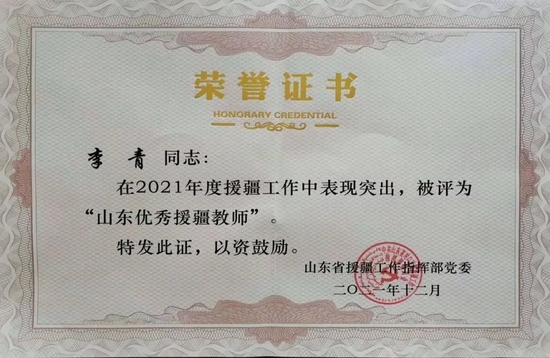 荣誉证书
HONORARY CREDENTIAL
李青 同志：
在2021年度援疆工作中表现突出，被评为
“山东优秀援疆教师”。
特发此证，以资鼓励。
山东省援疆工作指挥部党委
二〇二一年十二月